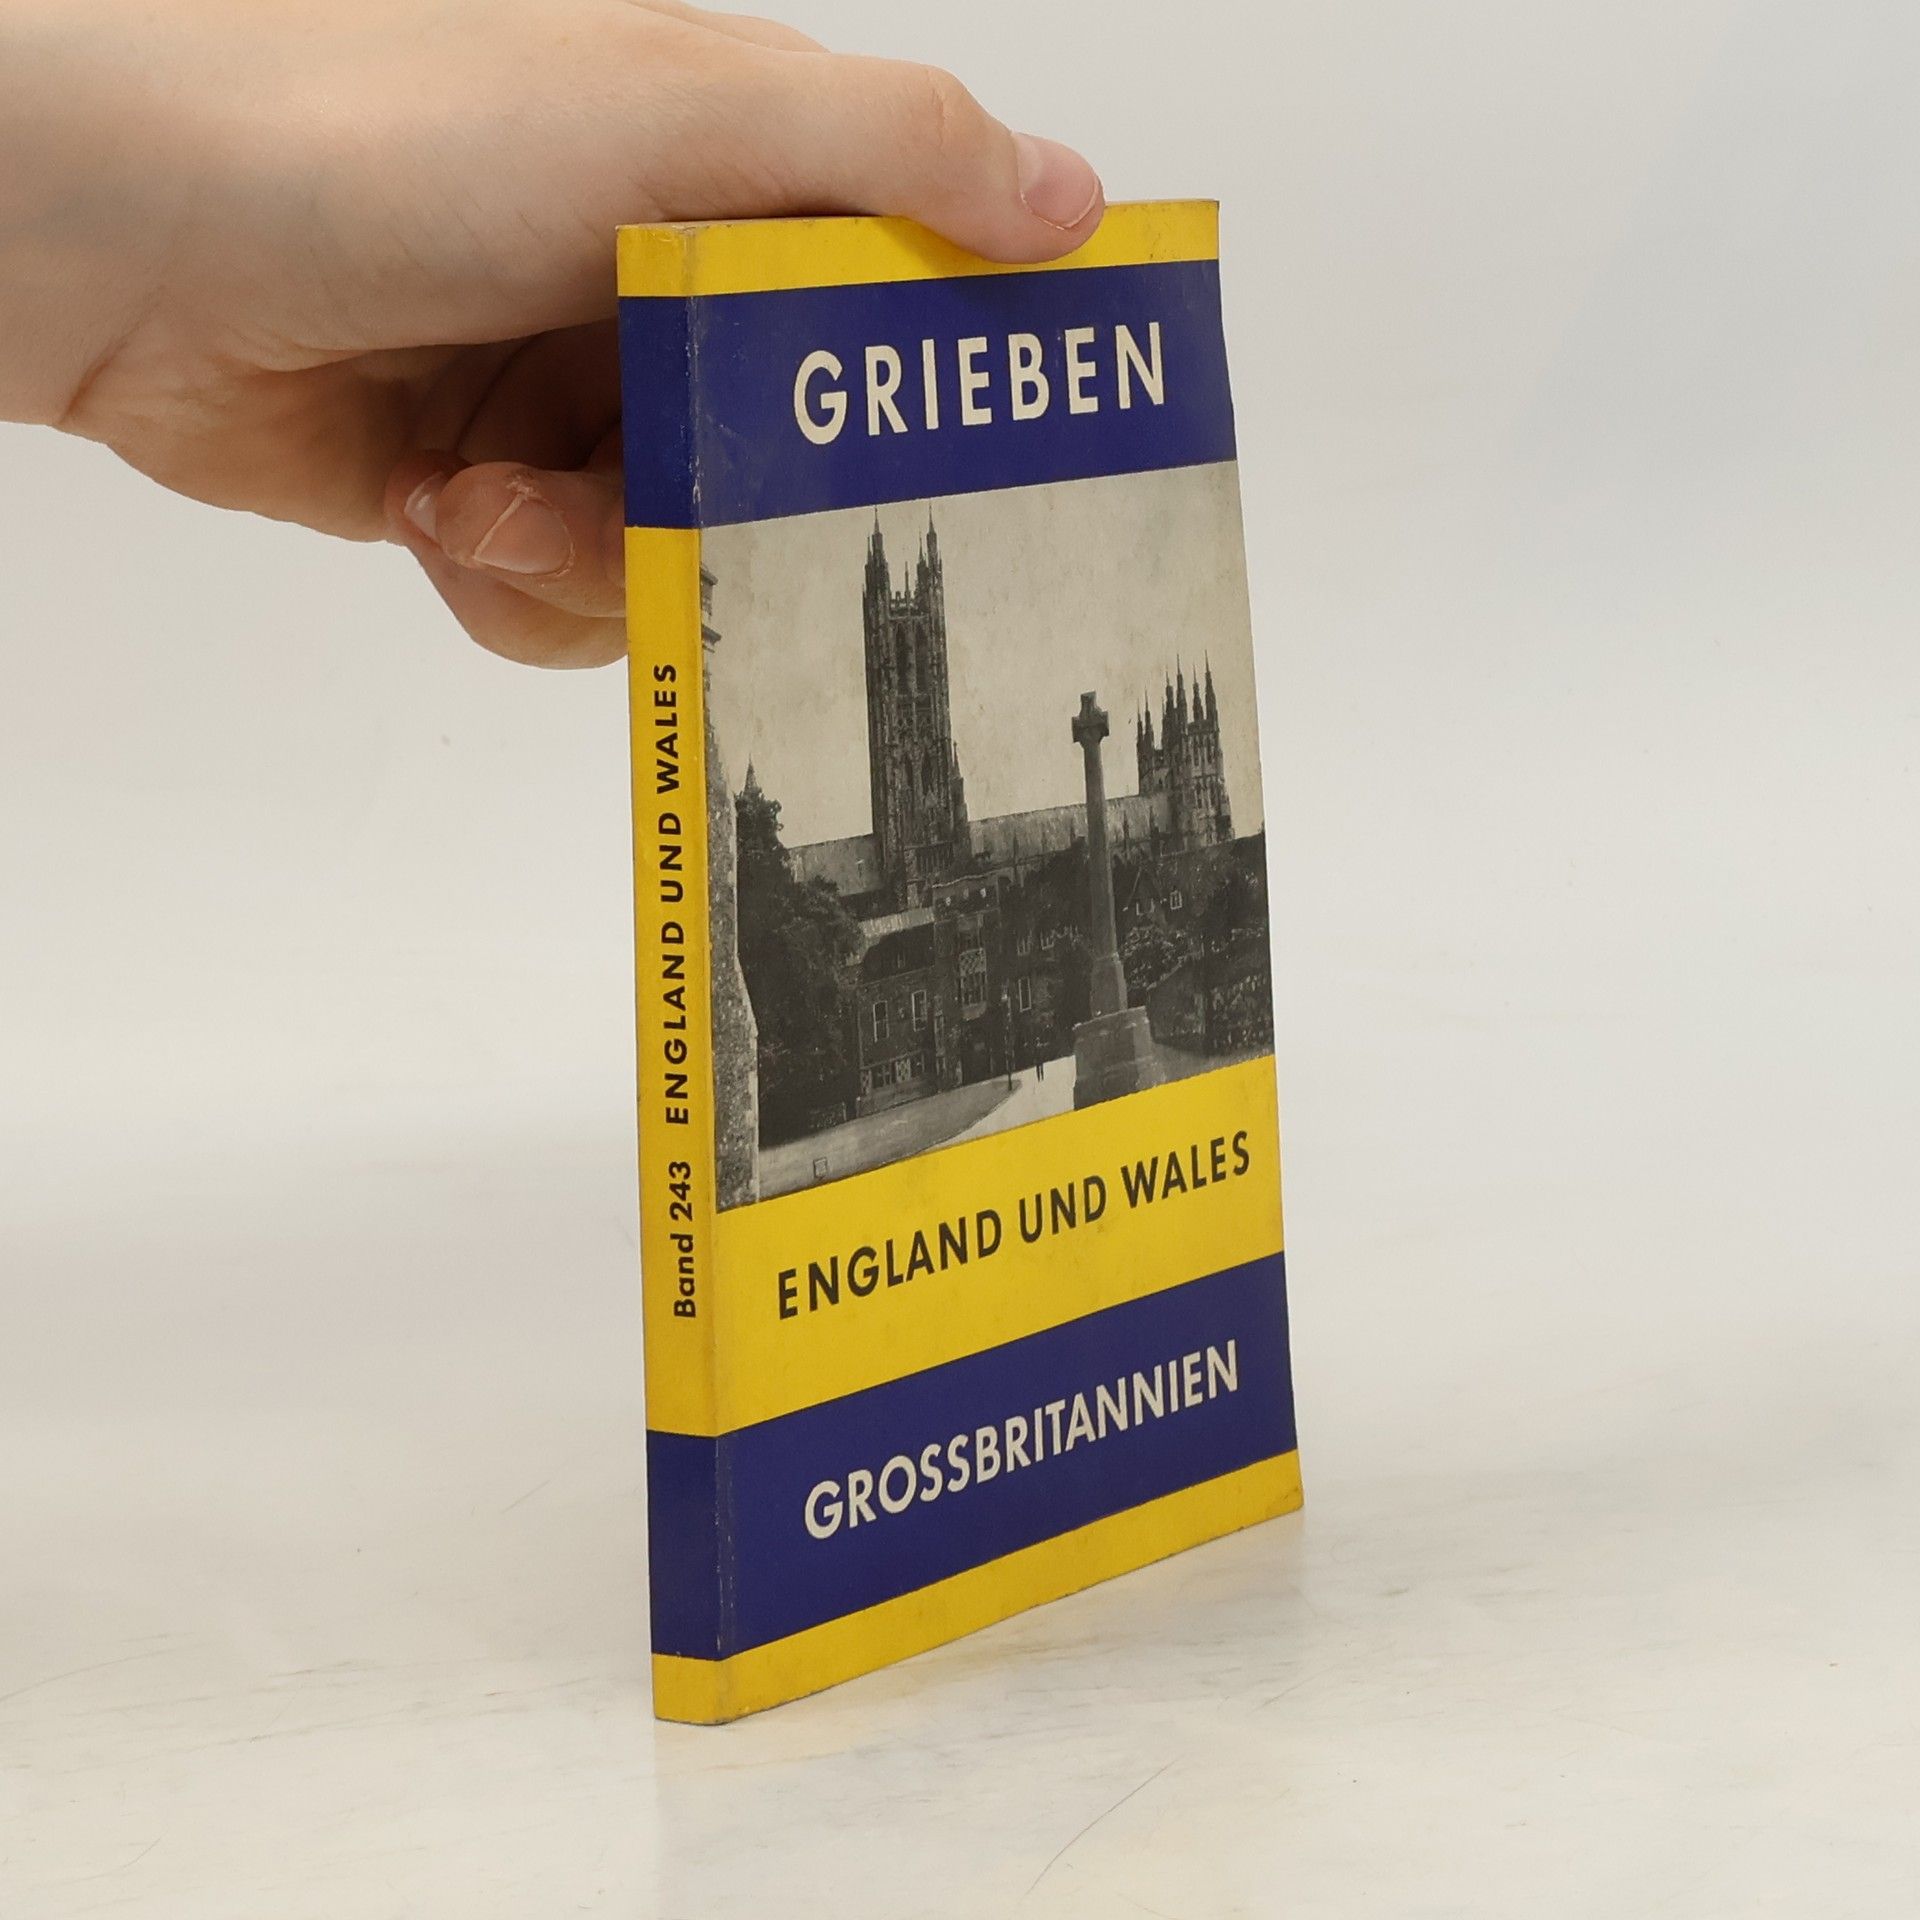 GRIEBEN
ENGLAND UND WALES
GROSSBRITANNIEN
Band 243 ENGLAND UND WALES